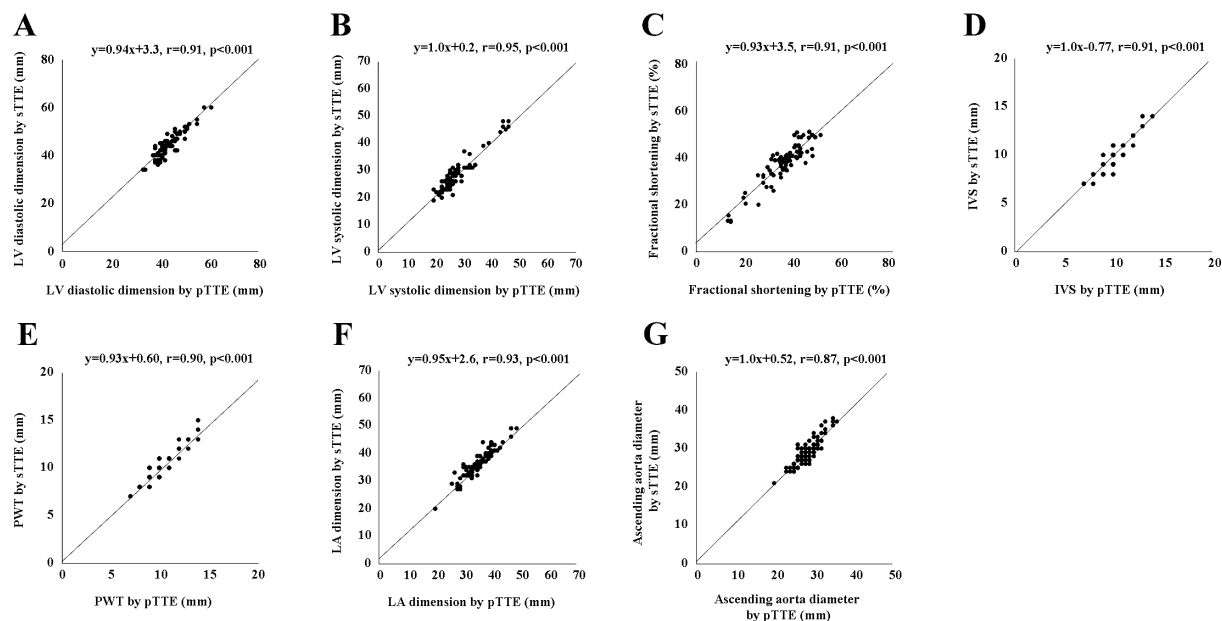 A
y=0.94x+3.3, r=0.91, p<0.001
LV diastolic dimension by sTTE (mm)
80
60
40
20
0
0 20 40 60 80
LV diastolic dimension by pTTE (mm)
B
y=1.0x+0.2, r=0.95, p<0.001
LV systolic dimension by sTTE (mm)
70
60
50
40
30
20
10
0
0 10 20 30 40 50 60 70
LV systolic dimension by pTTE (mm)
C
y=0.93x+3.5, r=0.91, p<0.001
Fractional shortening by sTTE (%)
80
60
40
20
0
0 20 40 60 80
Fractional shortening by pTTE (%)
D
y=1.0x-0.77, r=0.91, p<0.001
IVS by sTTE (mm)
20
15
10
5
0
0 5 10 15 20
IVS by pTTE (mm)
E
y=0.93x+0.60, r=0.90, p<0.001
PWT by sTTE (mm)
20
15
10
5
0
0 5 10 15 20
PWT by pTTE (mm)
F
y=0.95x+2.6, r=0.93, p<0.001
LA dimension by sTTE (mm)
70
60
50
40
30
20
10
0
0 10 20 30 40 50 60 70
LA dimension by pTTE (mm)
G
y=1.0x+0.52, r=0.87, p<0.001
Ascending aorta diameter
by sTTE (mm)
50
40
30
20
10
0
0 10 20 30 40 50
Ascending aorta diameter
by pTTE (mm)